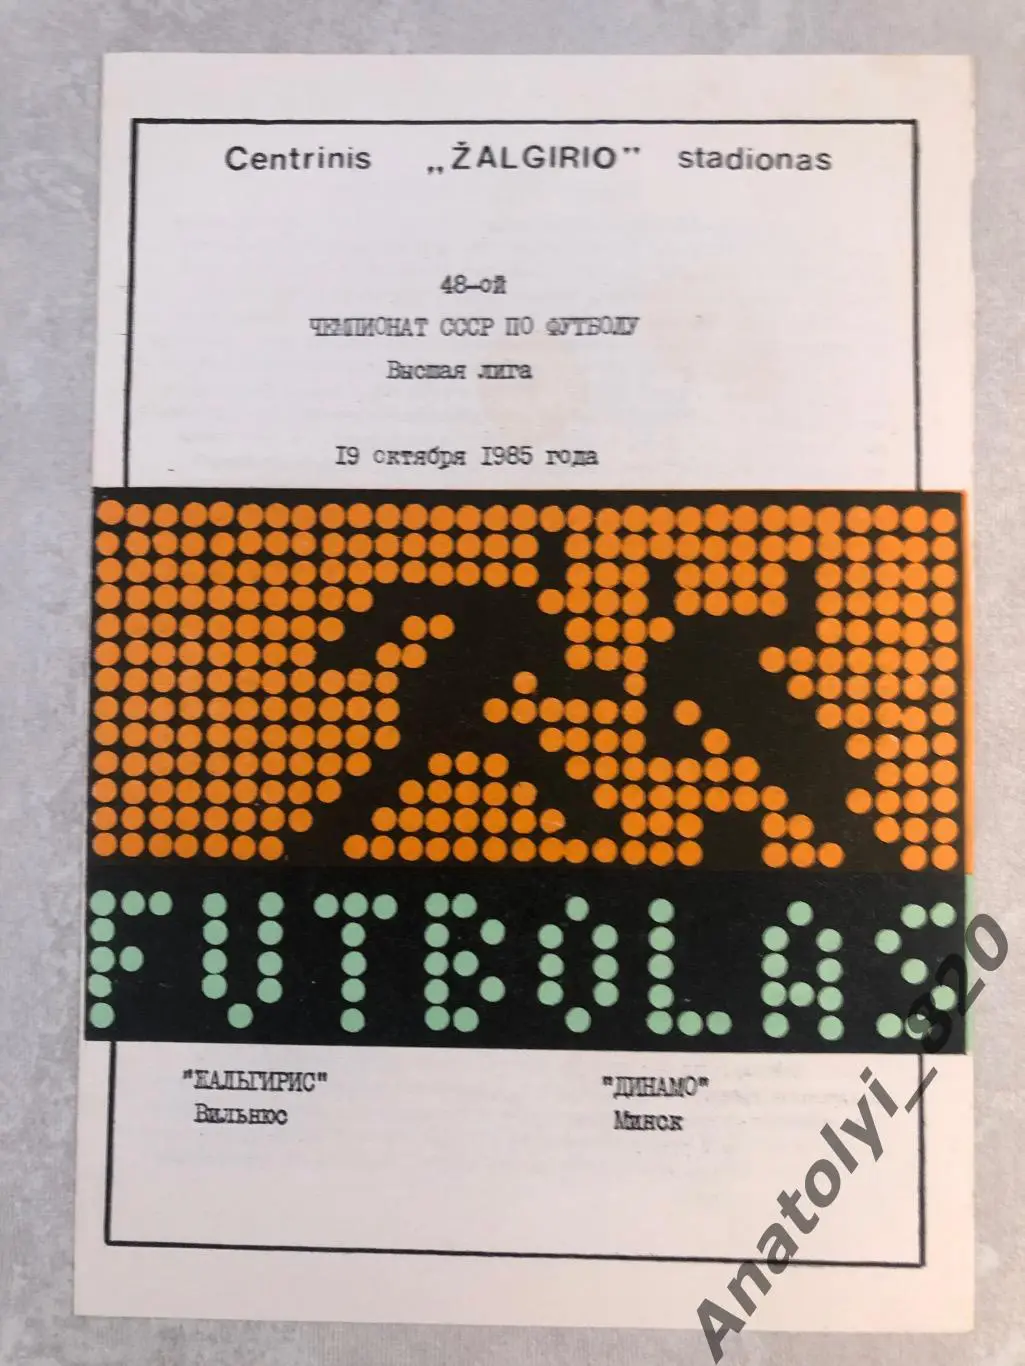 Centrinis „ŽALGIRIO” stadionas
48-ой
ЧЕМПИОНАТ СССР ПО ФУТБОЛУ
Высшая лига
19 октября 1985 года
FUTBOLAS
"ЖАЛЬГИРИС" "ДИНАМО"
Вильнюс Минск
Anatolyi_820